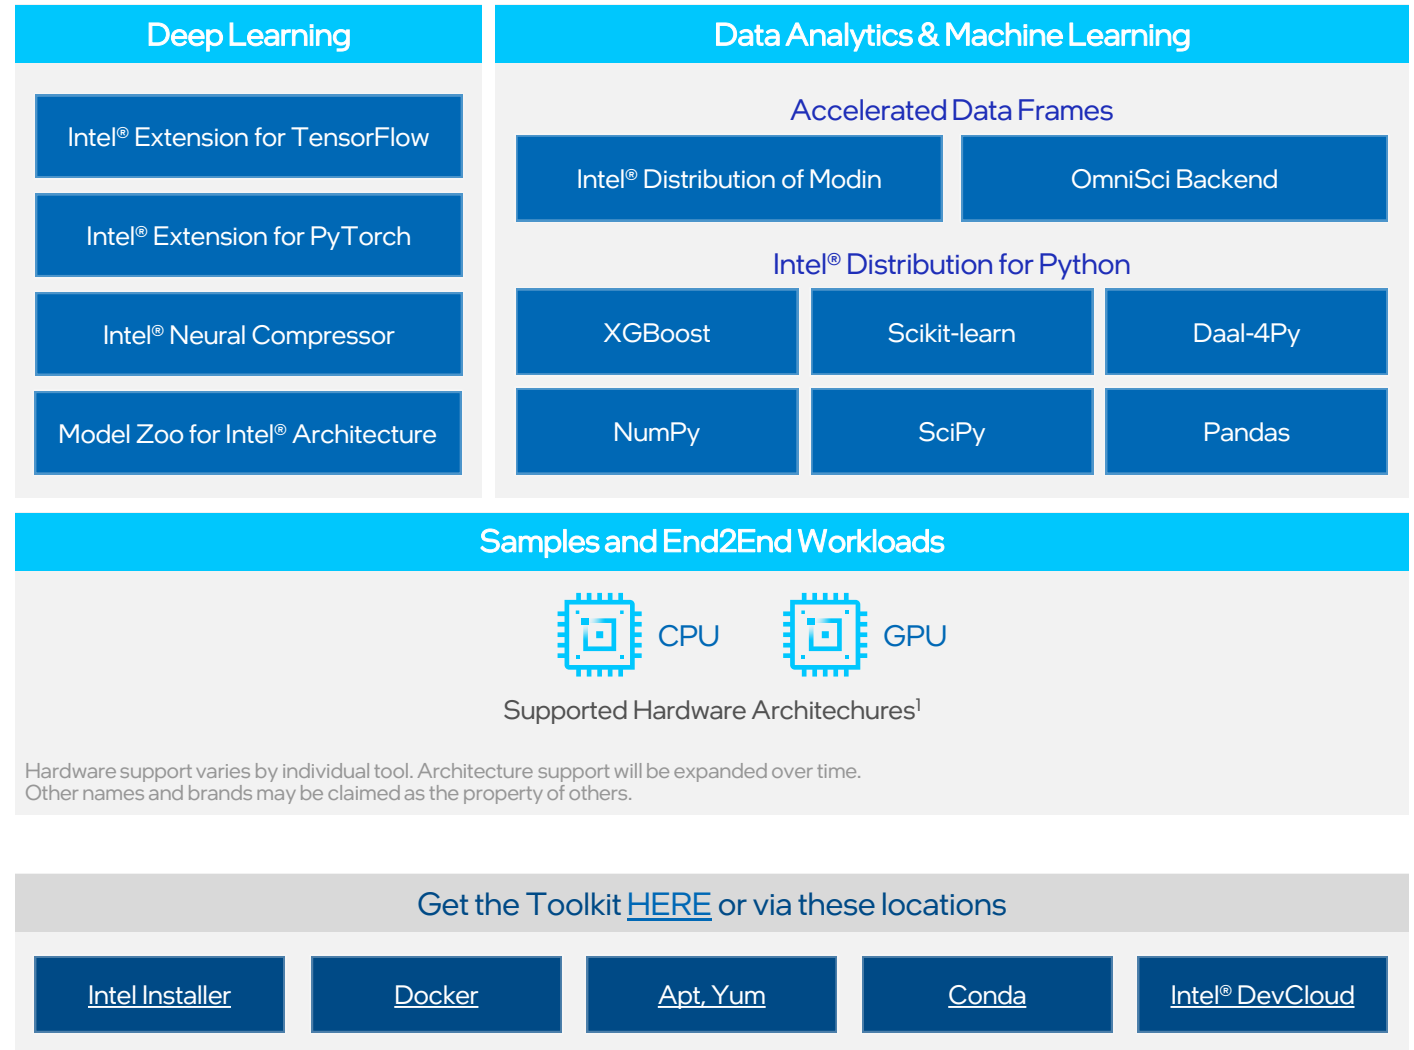 Deep Learning
Intel® Extension for TensorFlow
Intel® Extension for PyTorch
Intel® Neural Compressor
Model Zoo for Intel® Architecture
Data Analytics & Machine Learning
Accelerated Data Frames
Intel® Distribution of Modin
OmniSci Backend
Intel® Distribution for Python
XGBoost
Scikit-learn
Daal-4Py
NumPy
SciPy
Pandas
Samples and End2End Workloads
CPU
GPU
Supported Hardware Architechures¹
Hardware support varies by individual tool. Architecture support will be expanded over time.
Other names and brands may be claimed as the property of others.
Get the Toolkit HERE or via these locations
Intel Installer
Docker
Apt, Yum
Conda
Intel® DevCloud